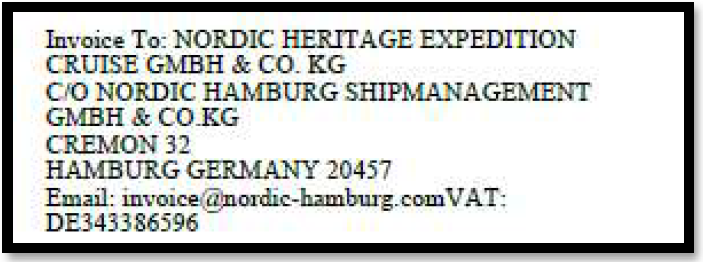 Invoice To: NORDIC HERITAGE EXPEDITION
CRUISE GMBH & CO. KG
C/O NORDIC HAMBURG SHIPMANAGEMENT
GMBH & CO.KG
CREMON 32
HAMBURG GERMANY 20457
Email: invoice@nordic-hamburg.comVAT:
DE343386596